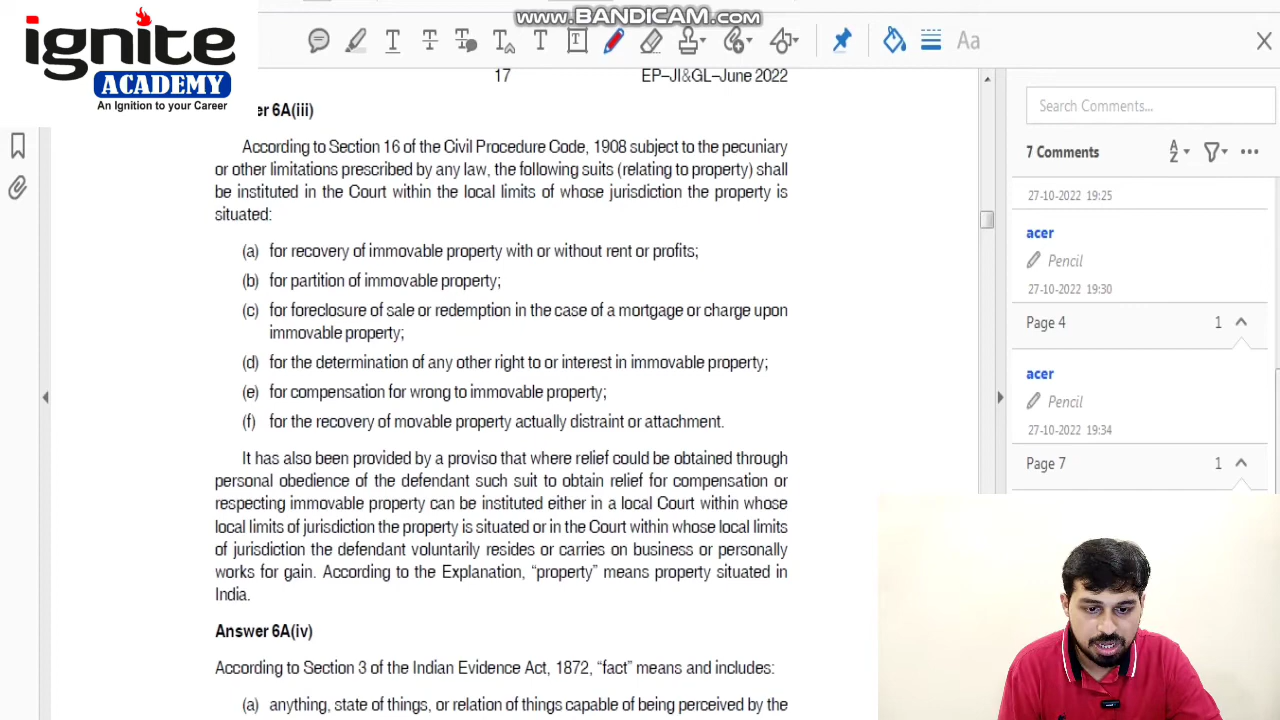 www.BANDICAM.com
ignite
ACADEMY
An Ignition to your Career
17 EP–JI&GL–June 2022
er 6A(iii)
According to Section 16 of the Civil Procedure Code, 1908 subject to the pecuniary
or other limitations prescribed by any law, the following suits (relating to property) shall
be instituted in the Court within the local limits of whose jurisdiction the property is
situated:
(a) for recovery of immovable property with or without rent or profits;
(b) for partition of immovable property;
(c) for foreclosure of sale or redemption in the case of a mortgage or charge upon
immovable property;
(d) for the determination of any other right to or interest in immovable property;
(e) for compensation for wrong to immovable property;
(f) for the recovery of movable property actually distraint or attachment.
It has also been provided by a proviso that where relief could be obtained through
personal obedience of the defendant such suit to obtain relief for compensation or
respecting immovable property can be instituted either in a local Court within whose
local limits of jurisdiction the property is situated or in the Court within whose local limits
of jurisdiction the defendant voluntarily resides or carries on business or personally
works for gain. According to the Explanation, “property” means property situated in
India.
Answer 6A(iv)
According to Section 3 of the Indian Evidence Act, 1872, “fact” means and includes:
(a) anything, state of things, or relation of things capable of being perceived by the
Search Comments...
7 Comments
27-10-2022 19:25
acer
Pencil
27-10-2022 19:30
Page 4 1
acer
Pencil
27-10-2022 19:34
Page 7 1